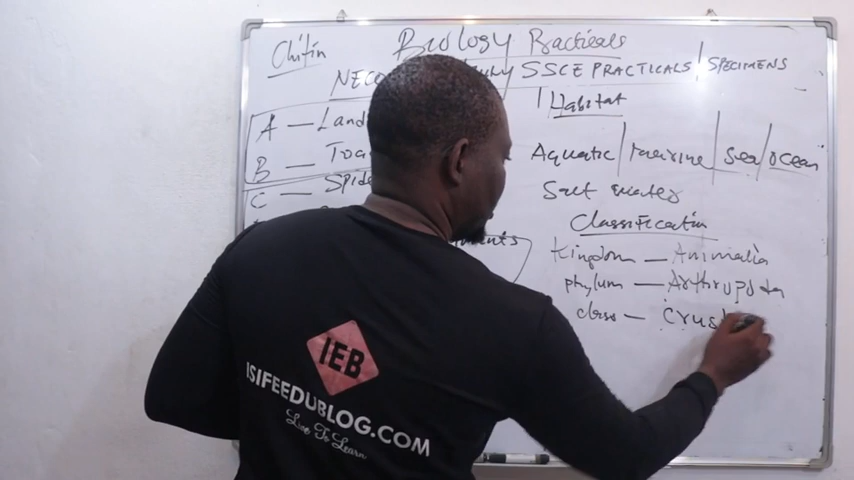 Chitin
Biology Practicals
NECO SSCE PRACTICALS / SPECIMENS
A — Land
B — Toa
C — Spide
Habitat
Aquatic / marine / Sea / ocean
Salt water
Classification
Kingdom — Animalia
phylum — Arthropoda
class — Crus
IEB
ISIFEEDUBLOG.COM
Live To Learn